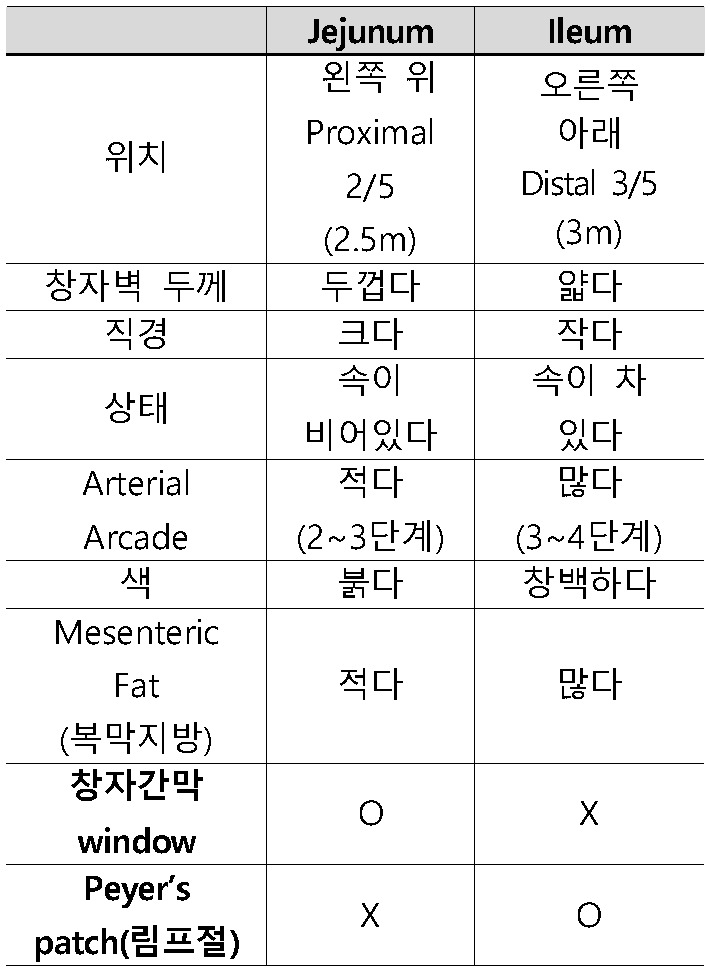 Jejunum Ileum
위치
왼쪽 위
Proximal
2/5
(2.5m)
오른쪽
아래
Distal 3/5
(3m)
창자벽 두께 두껍다 얇다
직경 크다 작다
상태
속이
비어있다
속이 차
있다
Arterial
Arcade
적다
(2~3단계)
많다
(3~4단계)
색 붉다 창백하다
Mesenteric
Fat
(복막지방)
적다 많다
창자간막
window
O X
Peyer’s
patch(림프절)
X O